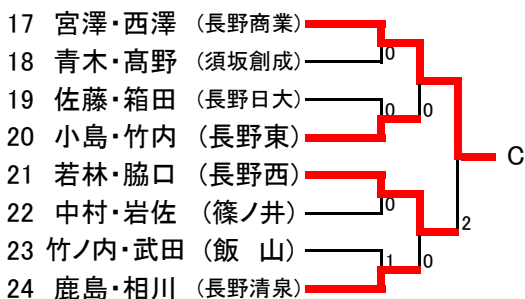 17 宮澤・西澤 (長野商業)
0
18 青木・髙野 (須坂創成)
19 佐藤・箱田 (長野日大)
0 0
20 小島・竹内 (長野東)
C
21 若林・脇口 (長野西)
0
22 中村・岩佐 (篠ノ井)
2
23 竹ノ内・武田 (飯 山)
1 0
24 鹿島・相川 (長野清泉)